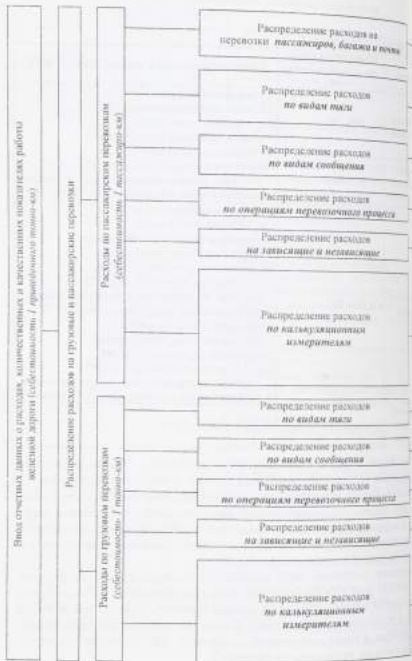 Ввод отчетных данных о расходах, количественных и качественных показателях работы
железной дороги (себестоимость 1 приведенного тонно-км)
Распределение расходов на грузовые и пассажирские перевозки
Расходы по пассажирским перевозкам
(себестоимость 1 пассажиро-км)
Распределение расходов на
перевозки пассажиров, багажа и почты
Распределение расходов
по видам тяги
Распределение расходов
по видам сообщения
Распределение расходов
по операциям перевозочного процесса
Распределение расходов
на зависящие и независящие
Распределение расходов
по калькуляционным
измерителям
Расходы по грузовым перевозкам
(себестоимость 1 тонно-км)
Распределение расходов
по видам тяги
Распределение расходов
по видам сообщения
Распределение расходов
по операциям перевозочного процесса
Распределение расходов
на зависящие и независящие
Распределение расходов
по калькуляционным
измерителям